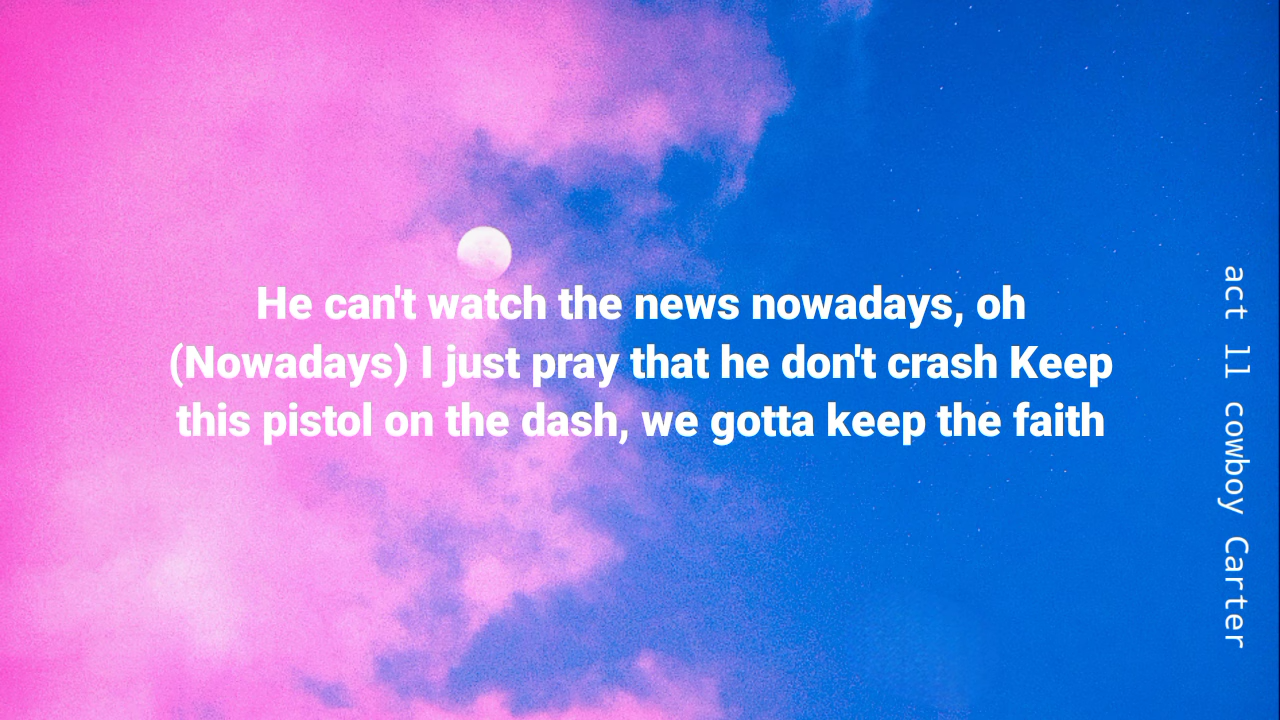 He can't watch the news nowadays, oh
(Nowadays) I just pray that he don't crash Keep
this pistol on the dash, we gotta keep the faith
act ll cowboy Carter